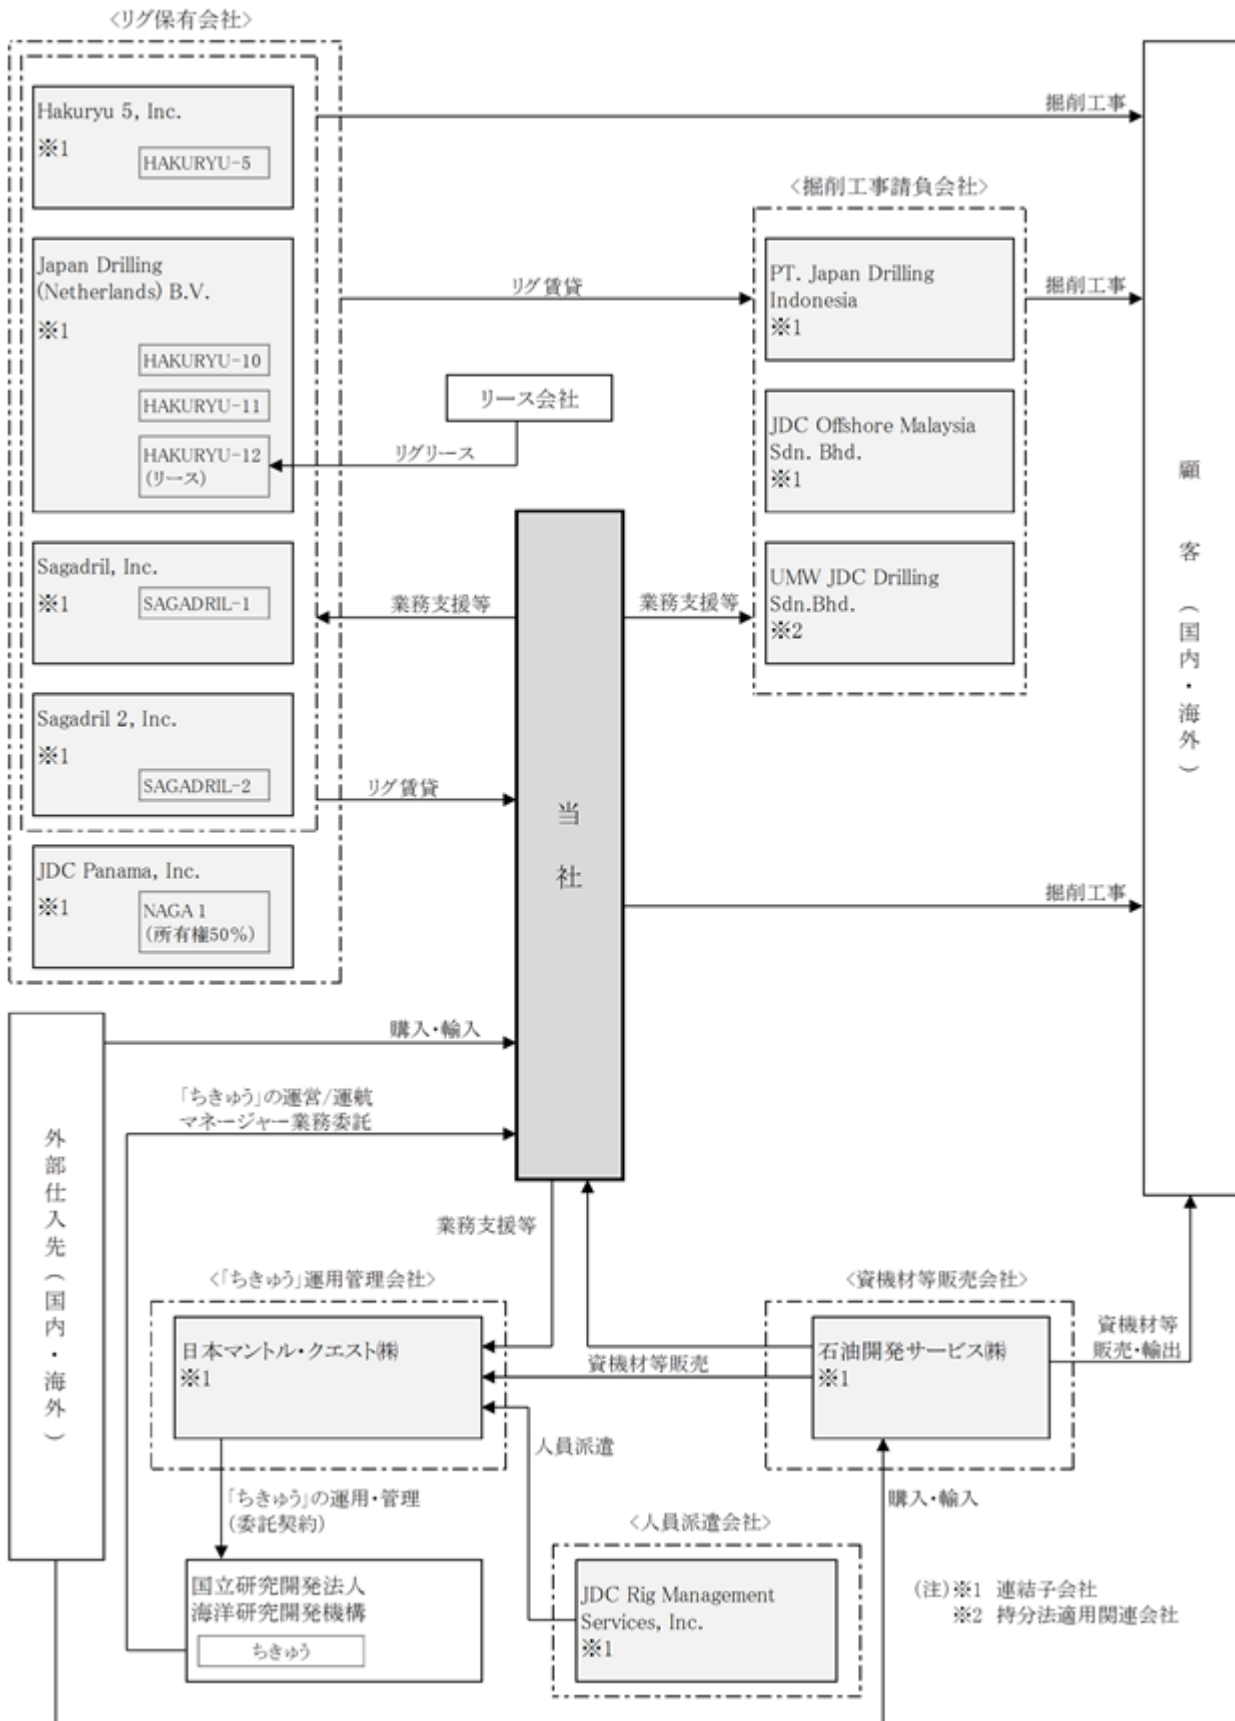 <リグ保有会社>
Hakuryu 5, Inc.
※1
HAKURYU-5
掘削工事
<掘削工事請負会社>
Japan Drilling
(Netherlands) B.V.
※1
HAKURYU-10
HAKURYU-11
HAKURYU-12
(リース)
リグ賃貸
PT. Japan Drilling
Indonesia
※1
掘削工事
リース会社
リグリース
JDC Offshore Malaysia
Sdn. Bhd.
※1
Sagadril, Inc.
※1
SAGADRIL-1
業務支援等
業務支援等
UMW JDC Drilling
Sdn.Bhd.
※2
顧客(国内・海外)
Sagadril 2, Inc.
※1
SAGADRIL-2
リグ賃貸
当社
JDC Panama, Inc.
※1
NAGA 1
(所有権50%)
掘削工事
購入・輸入
「ちきゅう」の運営/運航
マネージャー業務委託
外部仕入先(国内・海外)
業務支援等
<「ちきゅう」運用管理会社>
日本マントル・クエスト㈱
※1
資機材等販売
<資機材等販売会社>
石油開発サービス㈱
※1
資機材等
販売・輸出
人員派遣
「ちきゅう」の運用・管理
(委託契約)
購入・輸入
<人員派遣会社>
国立研究開発法人
海洋研究開発機構
ちきゅう
JDC Rig Management
Services, Inc.
※1
(注)※1 連結子会社
※2 持分法適用関連会社